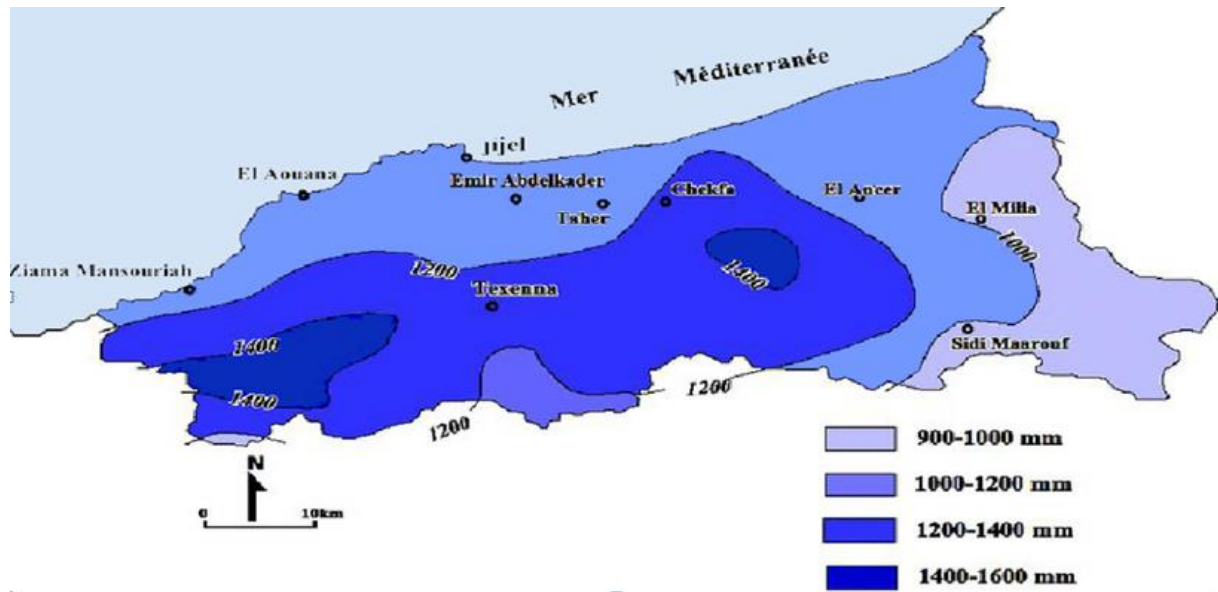 Mer Méditerranée
Jijel
El Aouana
Emir Abdelkader
Taher
Chekfa
El Ancer
El Milia
Ziama Mansouriah
1200
1000
1400
Texenna
1400
Sidi Maarouf
1400
1200
1200
900-1000 mm
N
1000-1200 mm
0 10km
1200-1400 mm
1400-1600 mm